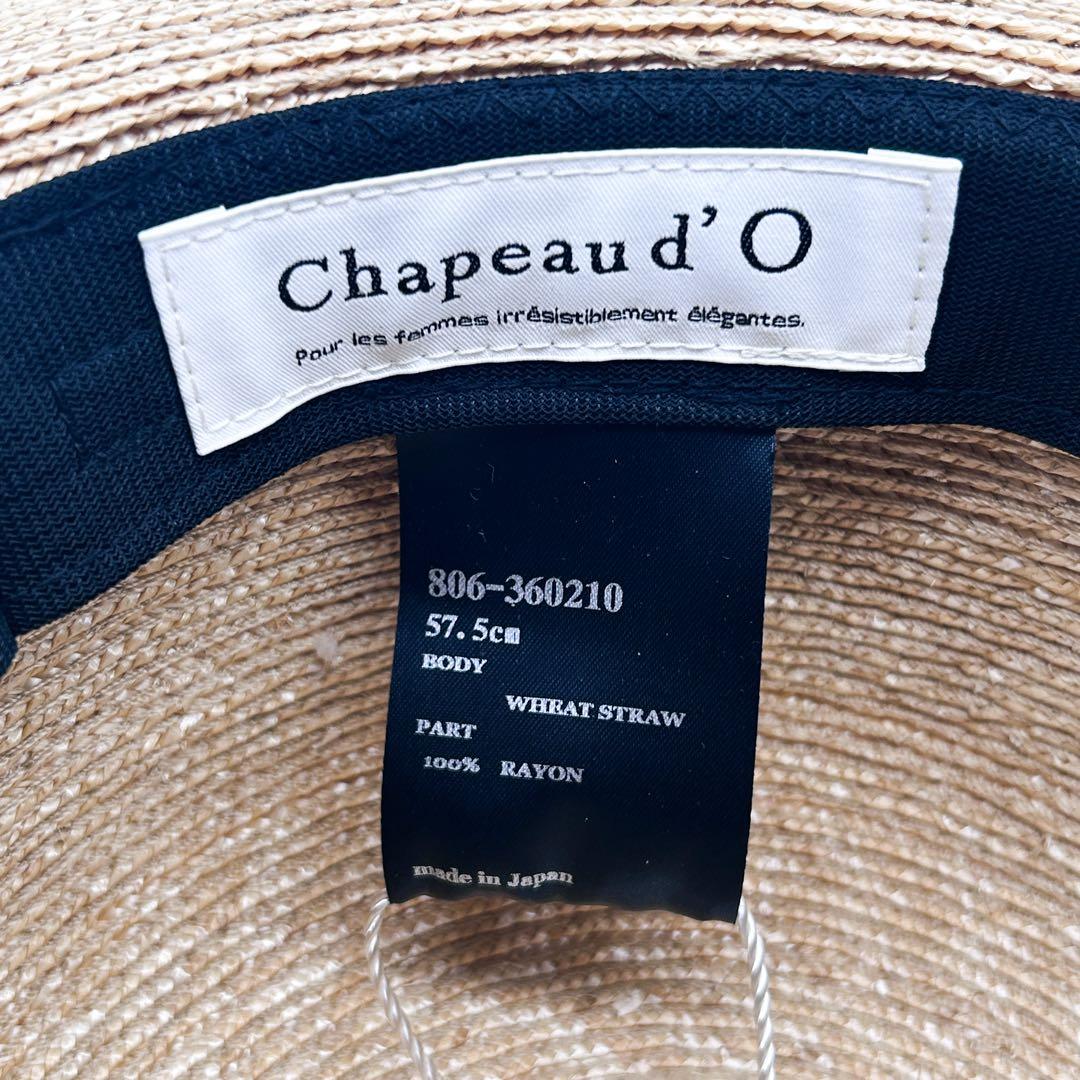 Chapeau d'O
Pour les femmes irrésistiblement élégantes.
806-360210
57.5cm
BODY
WHEAT STRAW
PART
100% RAYON
made in Japan